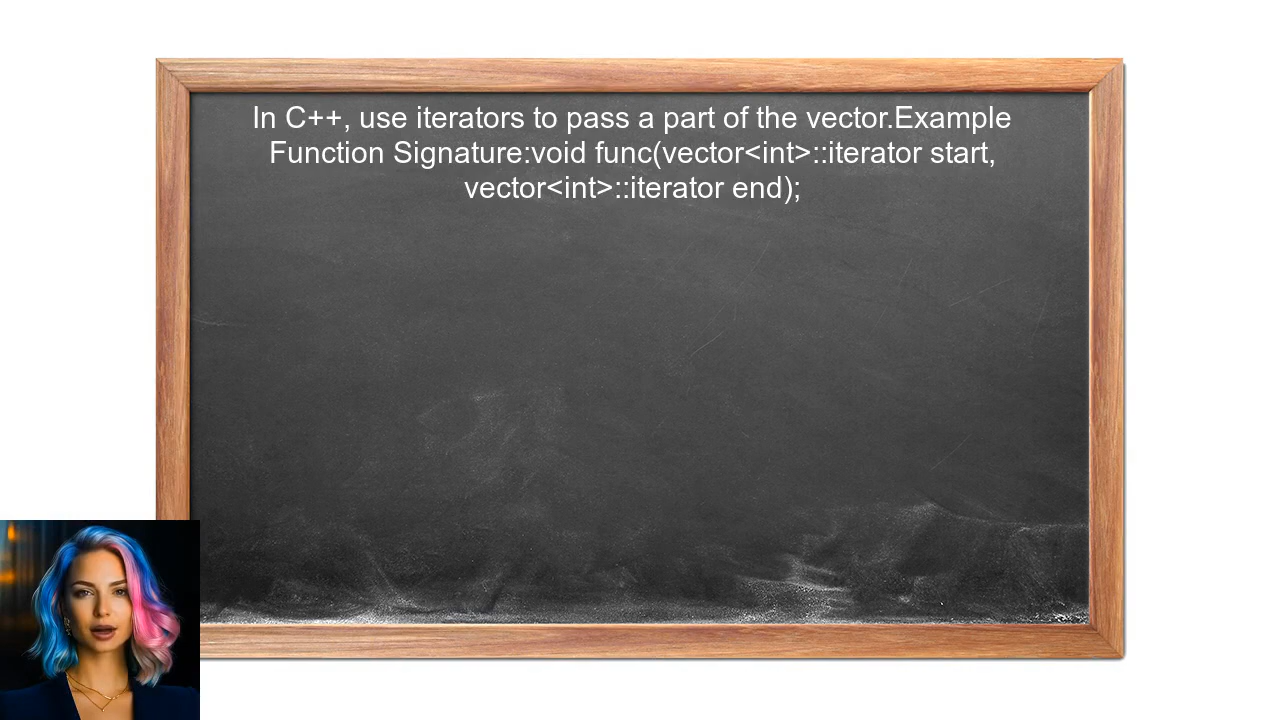 In C++, use iterators to pass a part of the vector.Example
Function Signature:void func(vector<int>::iterator start,
vector<int>::iterator end);